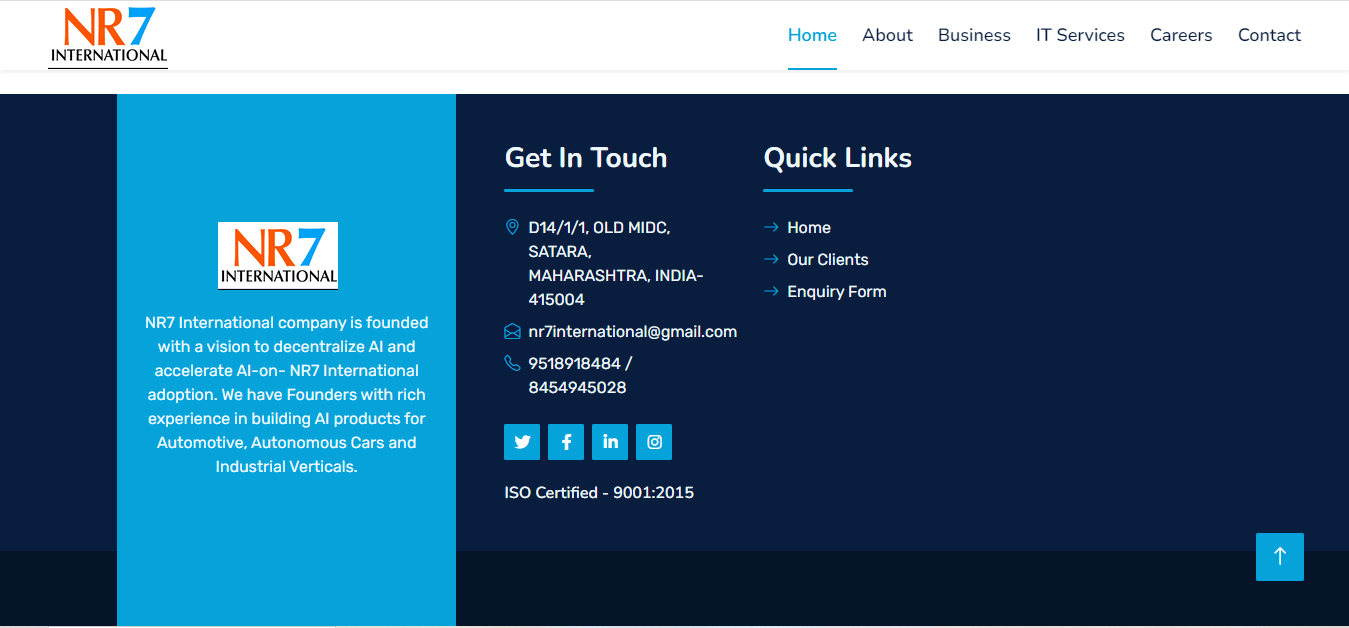 NR7
INTERNATIONAL
Home About Business IT Services Careers Contact
NR7
INTERNATIONAL
NR7 International company is founded
with a vision to decentralize AI and
accelerate AI-on- NR7 International
adoption. We have Founders with rich
experience in building AI products for
Automotive, Autonomous Cars and
Industrial Verticals.
Get In Touch
D14/1/1, OLD MIDC,
SATARA,
MAHARASHTRA, INDIA-
415004
nr7international@gmail.com
9518918484 /
8454945028
ISO Certified - 9001:2015
Quick Links
Home
Our Clients
Enquiry Form